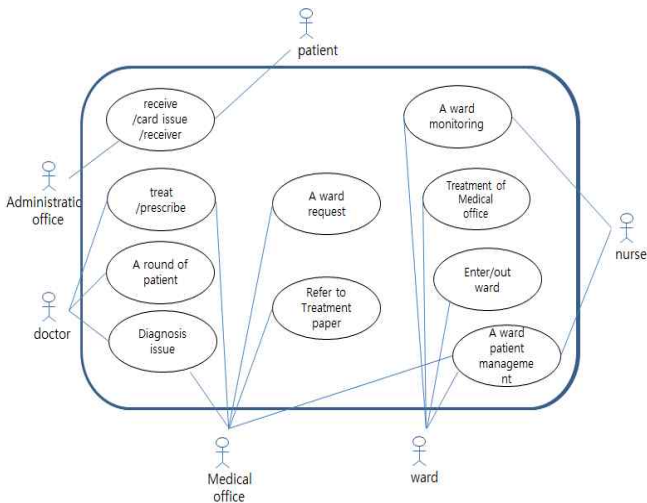 patient
receive
/card issue
/receiver
A ward
monitoring
Administratic
office
treat
/prescribe
A ward
request
Treatment of
Medical
office
nurse
A round of
patient
Enter/out
ward
doctor
Refer to
Treatment
paper
Diagnosis
issue
A ward
patient
manageme
nt
Medical
office
ward